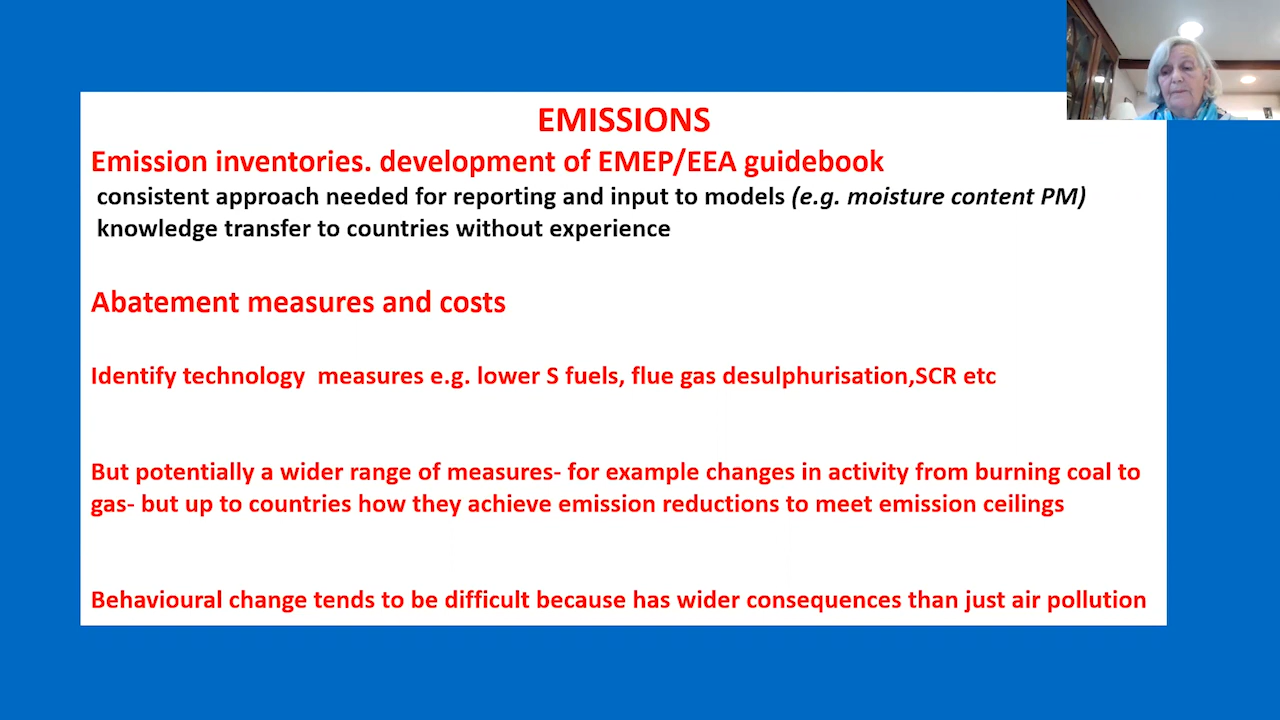 EMISSIONS
Emission inventories. development of EMEP/EEA guidebook
consistent approach needed for reporting and input to models (e.g. moisture content PM)
knowledge transfer to countries without experience
Abatement measures and costs
Identify technology  measures e.g. lower S fuels, flue gas desulphurisation,SCR etc
But potentially a wider range of measures- for example changes in activity from burning coal to
gas- but up to countries how they achieve emission reductions to meet emission ceilings
Behavioural change tends to be difficult because has wider consequences than just air pollution